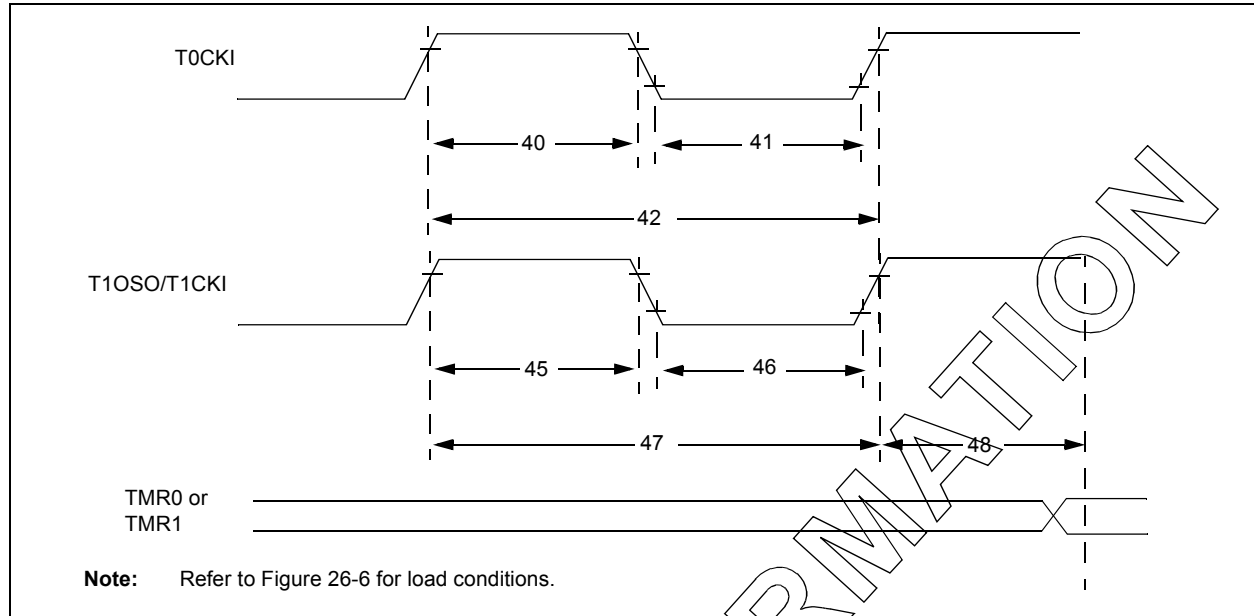 T0CKI
40
41
42
T1OSO/T1CKI
45
46
47
48
TMR0 or
TMR1
Note: Refer to Figure 26-6 for load conditions.
RMATION